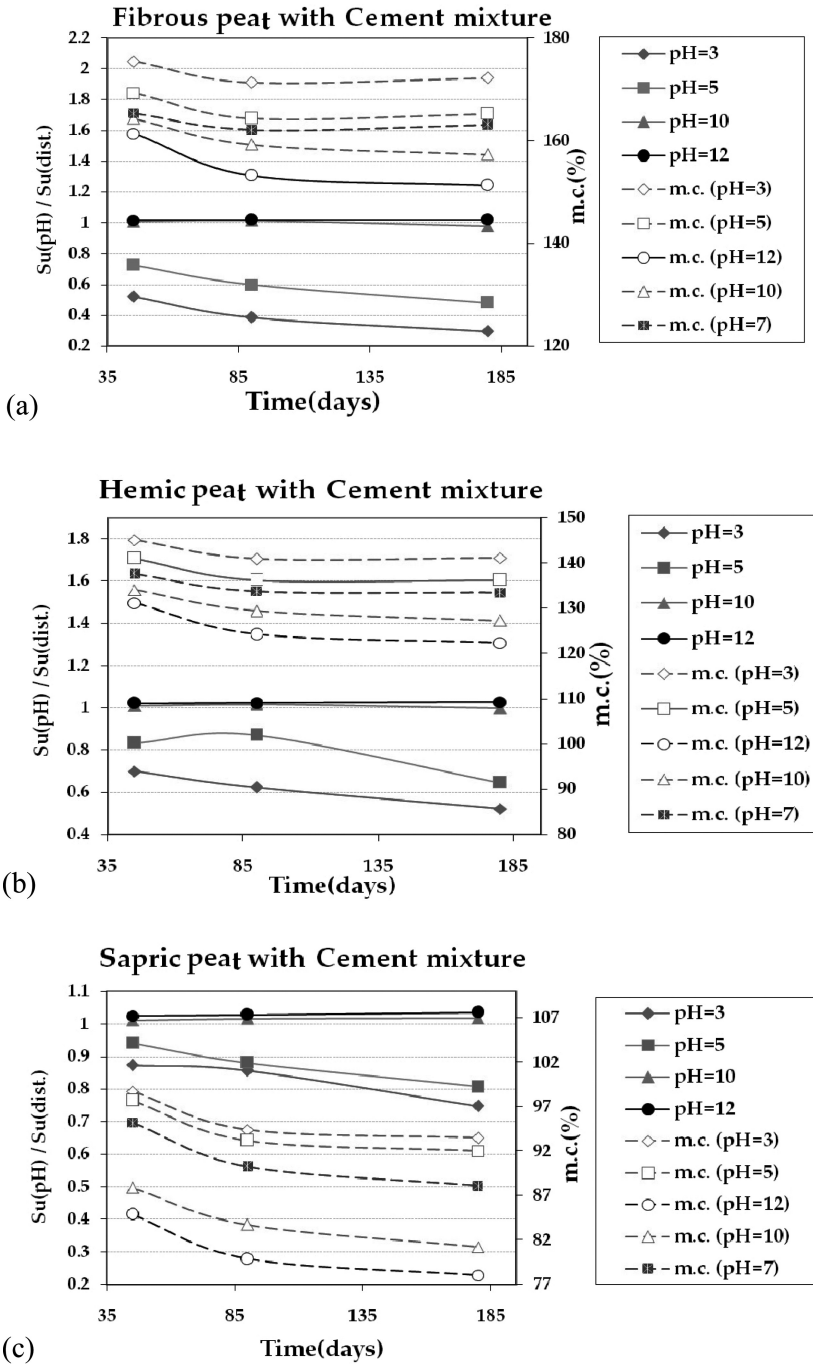 Fibrous peat with Cement mixture
2.2
2
1.8
1.6
1.4
1.2
1
0.8
0.6
0.4
0.2
Su(pH) / Su(dist.)
180
160
140
120
m.c.(%)
35 85 135 185
Time(days)
pH=3
pH=5
pH=10
pH=12
m.c. (pH=3)
m.c. (pH=5)
m.c. (pH=12)
m.c. (pH=10)
m.c. (pH=7)
(a)
Hemic peat with Cement mixture
1.8
1.6
1.4
1.2
1
0.8
0.6
0.4
Su(pH) / Su(dist.)
150
140
130
120
110
100
90
80
m.c.(%)
35 85 135 185
Time(days)
pH=3
pH=5
pH=10
pH=12
m.c. (pH=3)
m.c. (pH=5)
m.c. (pH=12)
m.c. (pH=10)
m.c. (pH=7)
(b)
Sapric peat with Cement mixture
1.1
1
0.9
0.8
0.7
0.6
0.5
0.4
0.3
0.2
Su(pH) / Su(dist.)
107
102
97
92
87
82
77
m.c.(%)
35 85 135 185
Time(days)
pH=3
pH=5
pH=10
pH=12
m.c. (pH=3)
m.c. (pH=5)
m.c. (pH=12)
m.c. (pH=10)
m.c. (pH=7)
(c)